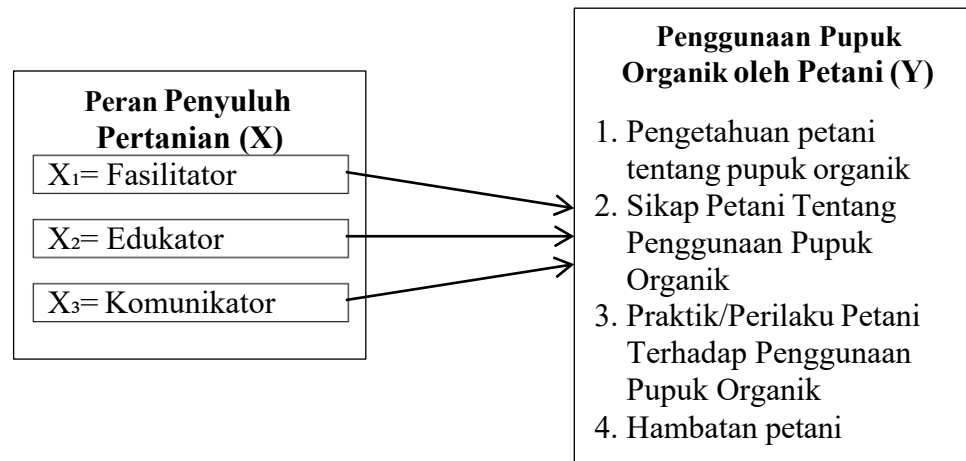 Peran Penyuluh
Pertanian (X)
X₁= Fasilitator
X₂= Edukator
X₃= Komunikator
Penggunaan Pupuk
Organik oleh Petani (Y)
1. Pengetahuan petani
tentang pupuk organik
2. Sikap Petani Tentang
Penggunaan Pupuk
Organik
3. Praktik/Perilaku Petani
Terhadap Penggunaan
Pupuk Organik
4. Hambatan petani